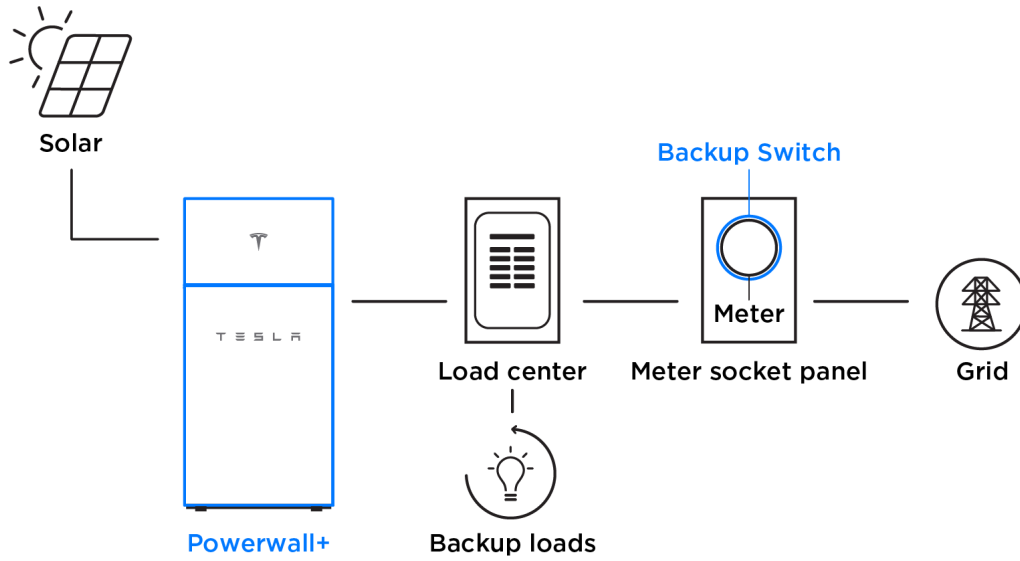 Solar
Backup Switch
Meter
TESLA
Load center
Meter socket panel
Grid
Powerwall+
Backup loads